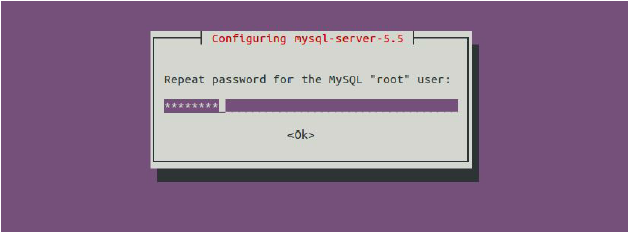 Configuring mysql-server-5.5
Repeat password for the MySQL "root" user:
********
<Ok>